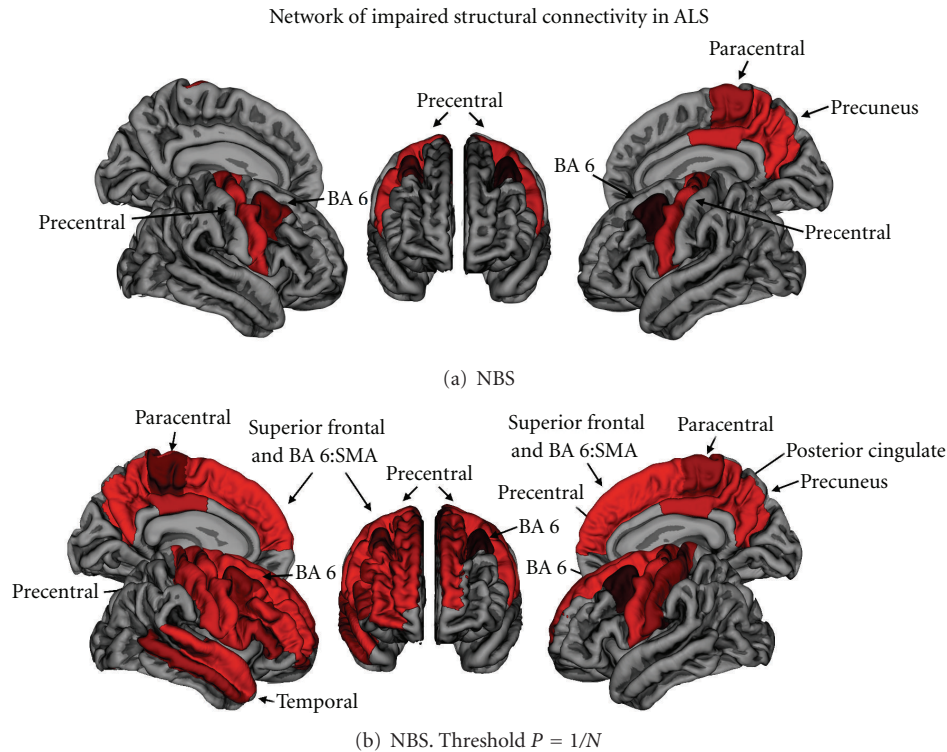 Network of impaired structural connectivity in ALS
Paracentral
Precentral
Precuneus
BA 6
BA 6
Precentral
Precentral
(a) NBS
Paracentral
Superior frontal
and BA 6:SMA
Superior frontal
and BA 6:SMA
Paracentral
Precentral
Posterior cingulate
Precentral
Precuneus
BA 6
BA 6
BA 6
Precentral
Temporal
(b) NBS. Threshold P = 1/N